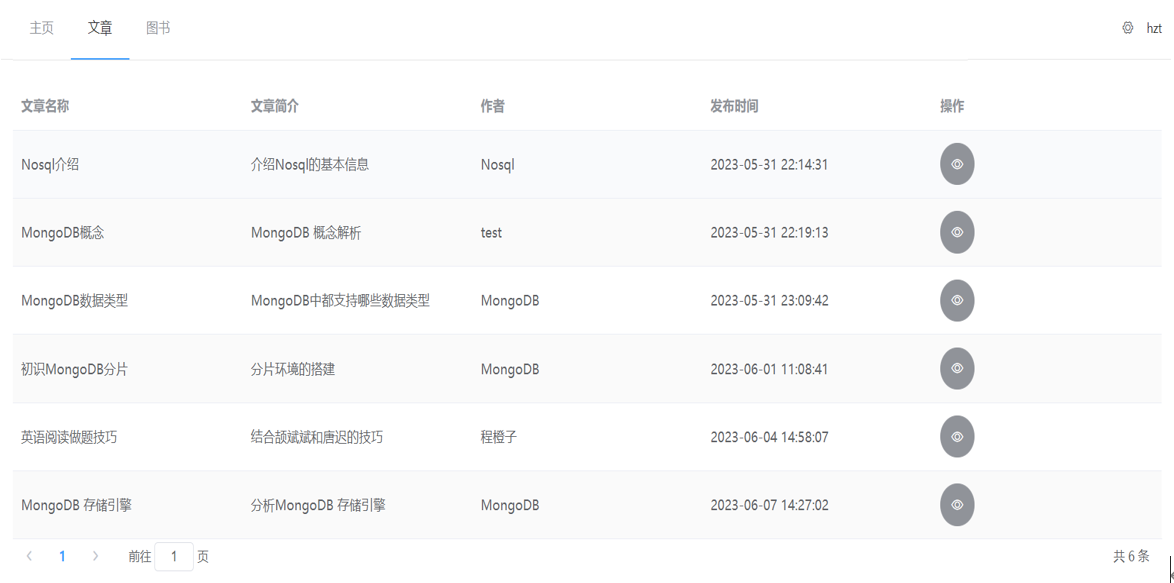 主页 文章 图书 hzt
文章名称 文章简介 作者 发布时间 操作
Nosql介绍 介绍Nosql的基本信息 Nosql 2023-05-31 22:14:31
MongoDB概念 MongoDB 概念解析 test 2023-05-31 22:19:13
MongoDB数据类型 MongoDB中都支持哪些数据类型 MongoDB 2023-05-31 23:09:42
初识MongoDB分片 分片环境的搭建 MongoDB 2023-06-01 11:08:41
英语阅读做题技巧 结合颉斌斌和唐迟的技巧 程橙子 2023-06-04 14:58:07
MongoDB 存储引擎 分析MongoDB 存储引擎 MongoDB 2023-06-07 14:27:02
1 前往 1 页 共 6 条